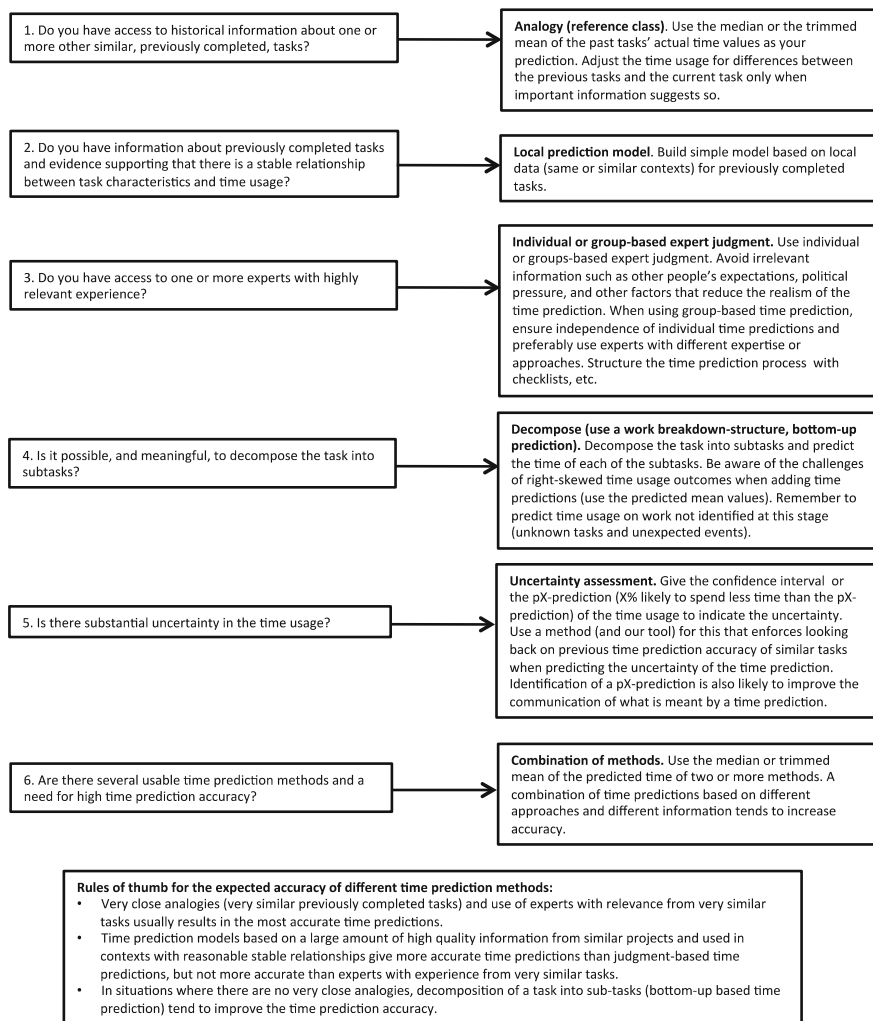 1. Do you have access to historical information about one or
more other similar, previously completed, tasks?
Analogy (reference class). Use the median or the trimmed
mean of the past tasks' actual time values as your
prediction. Adjust the time usage for differences between
the previous tasks and the current task only when
important information suggests so.
2. Do you have information about previously completed tasks
and evidence supporting that there is a stable relationship
between task characteristics and time usage?
Local prediction model. Build simple model based on local
data (same or similar contexts) for previously completed
tasks.
3. Do you have access to one or more experts with highly
relevant experience?
Individual or group-based expert judgment. Use individual
or groups-based expert judgment. Avoid irrelevant
information such as other people's expectations, political
pressure, and other factors that reduce the realism of the
time prediction. When using group-based time prediction,
ensure independence of individual time predictions and
preferably use experts with different expertise or
approaches. Structure the time prediction process with
checklists, etc.
4. Is it possible, and meaningful, to decompose the task into
subtasks?
Decompose (use a work breakdown-structure, bottom-up
prediction). Decompose the task into subtasks and predict
the time of each of the subtasks. Be aware of the challenges
of right-skewed time usage outcomes when adding time
predictions (use the predicted mean values). Remember to
predict time usage on work not identified at this stage
(unknown tasks and unexpected events).
5. Is there substantial uncertainty in the time usage?
Uncertainty assessment. Give the confidence interval or
the pX-prediction (X% likely to spend less time than the pX-
prediction) of the time usage to indicate the uncertainty.
Use a method (and our tool) for this that enforces looking
back on previous time prediction accuracy of similar tasks
when predicting the uncertainty of the time prediction.
Identification of a pX-prediction is also likely to improve the
communication of what is meant by a time prediction.
6. Are there several usable time prediction methods and a
need for high time prediction accuracy?
Combination of methods. Use the median or trimmed
mean of the predicted time of two or more methods. A
combination of time predictions based on different
approaches and different information tends to increase
accuracy.
Rules of thumb for the expected accuracy of different time prediction methods:
• Very close analogies (very similar previously completed tasks) and use of experts with relevance from very similar
tasks usually results in the most accurate time predictions.
• Time prediction models based on a large amount of high quality information from similar projects and used in
contexts with reasonable stable relationships give more accurate time predictions than judgment-based time
predictions, but not more accurate than experts with experience from very similar tasks.
• In situations where there are no very close analogies, decomposition of a task into sub-tasks (bottom-up based time
prediction) tend to improve the time prediction accuracy.